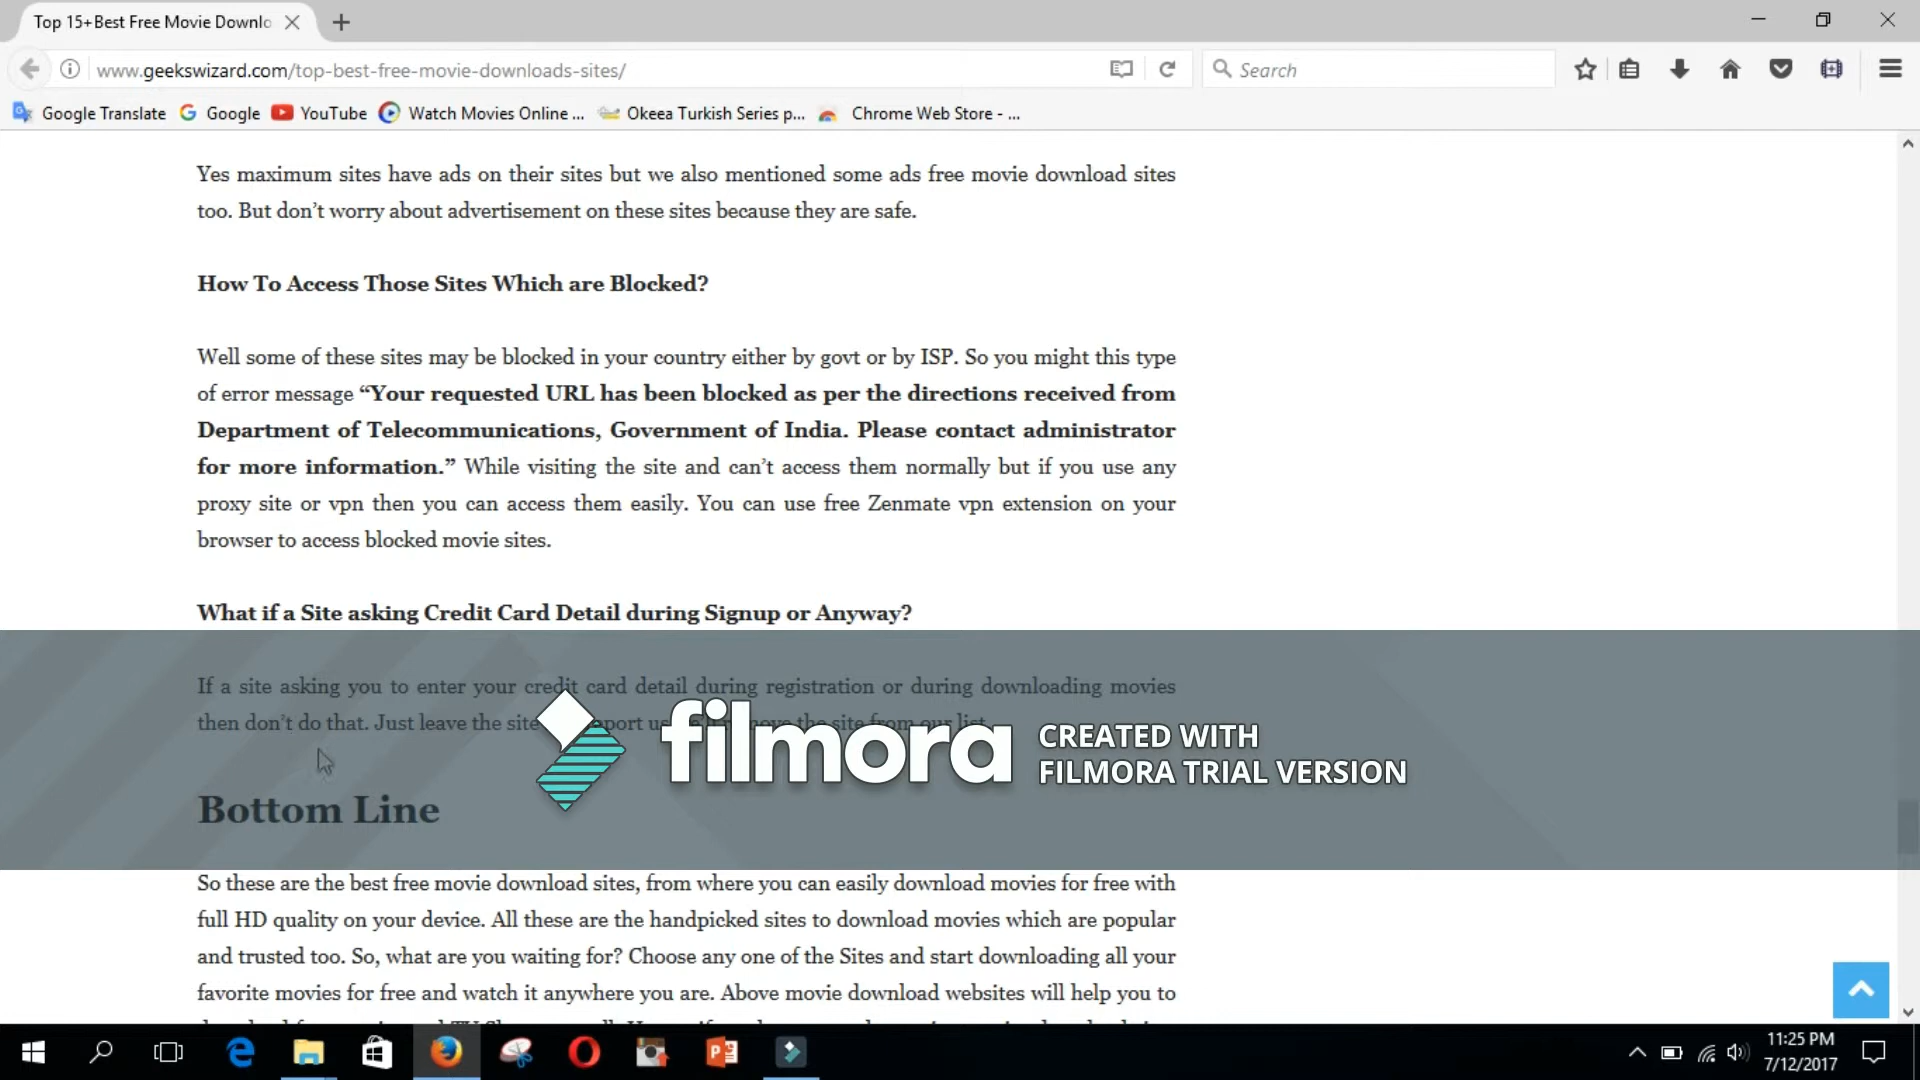 Top 15+Best Free Movie Downlo
www.geekswizard.com/top-best-free-movie-downloads-sites/
Search
Google Translate Google YouTube Watch Movies Online ... Okeea Turkish Series p... Chrome Web Store - ...
Yes maximum sites have ads on their sites but we also mentioned some ads free movie download sites
too. But don't worry about advertisement on these sites because they are safe.
How To Access Those Sites Which are Blocked?
Well some of these sites may be blocked in your country either by govt or by ISP. So you might this type
of error message “Your requested URL has been blocked as per the directions received from
Department of Telecommunications, Government of India. Please contact administrator
for more information.” While visiting the site and can't access them normally but if you use any
proxy site or vpn then you can access them easily. You can use free Zenmate vpn extension on your
browser to access blocked movie sites.
What if a Site asking Credit Card Detail during Signup or Anyway?
If a site asking you to enter your credit card detail during registration or during downloading movies
then don't do that. Just leave the site the site from our list
filmora CREATED WITH
FILMORA TRIAL VERSION
Bottom Line
So these are the best free movie download sites, from where you can easily download movies for free with
full HD quality on your device. All these are the handpicked sites to download movies which are popular
and trusted too. So, what are you waiting for? Choose any one of the Sites and start downloading all your
favorite movies for free and watch it anywhere you are. Above movie download websites will help you to
11:25 PM
7/12/2017